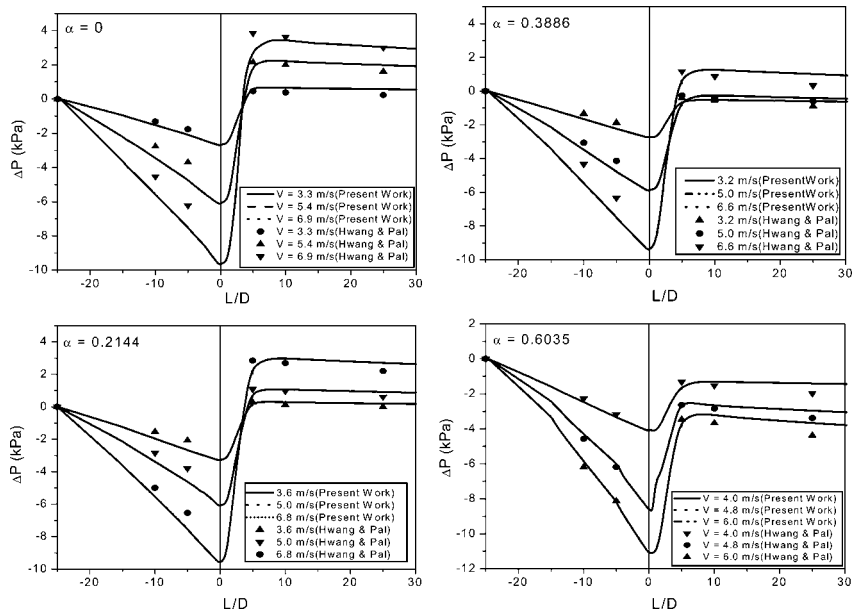 α = 0
ΔP (kPa)
4
2
0
-2
-4
-6
-8
-10
-20
-10
0
10
20
30
L/D
V = 3.3 m/s(Present Work)
V = 5.4 m/s(Present Work)
V = 6.9 m/s(Present Work)
V = 3.3 m/s(Hwang & Pal)
V = 5.4 m/s(Hwang & Pal)
V = 6.9 m/s(Hwang & Pal)
α = 0.3886
ΔP (kPa)
4
2
0
-2
-4
-6
-8
-10
-20
-10
0
10
20
30
L/D
3.2 m/s(PresentWork)
5.0 m/s(PresentWork)
6.6 m/s(PresentWork)
3.2 m/s(Hwang & Pal)
5.0 m/s(Hwang & Pal)
6.6 m/s(Hwang & Pal)
α = 0.2144
ΔP (kPa)
4
2
0
-2
-4
-6
-8
-10
-20
-10
0
10
20
30
L/D
3.6 m/s(Present Work)
5.0 m/s(Present Work)
6.8 m/s(Present Work)
3.6 m/s(Hwang & Pal)
5.0 m/s(Hwang & Pal)
6.8 m/s(Hwang & Pal)
α = 0.6035
ΔP (kPa)
2
0
-2
-4
-6
-8
-10
-12
-20
-10
0
10
20
30
L/D
V = 4.0 m/s(Present Work)
V = 4.8 m/s(Present Work)
V = 6.0 m/s(Present Work)
V = 4.0 m/s(Hwang & Pal)
V = 4.8 m/s(Hwang & Pal)
V = 6.0 m/s(Hwang & Pal)